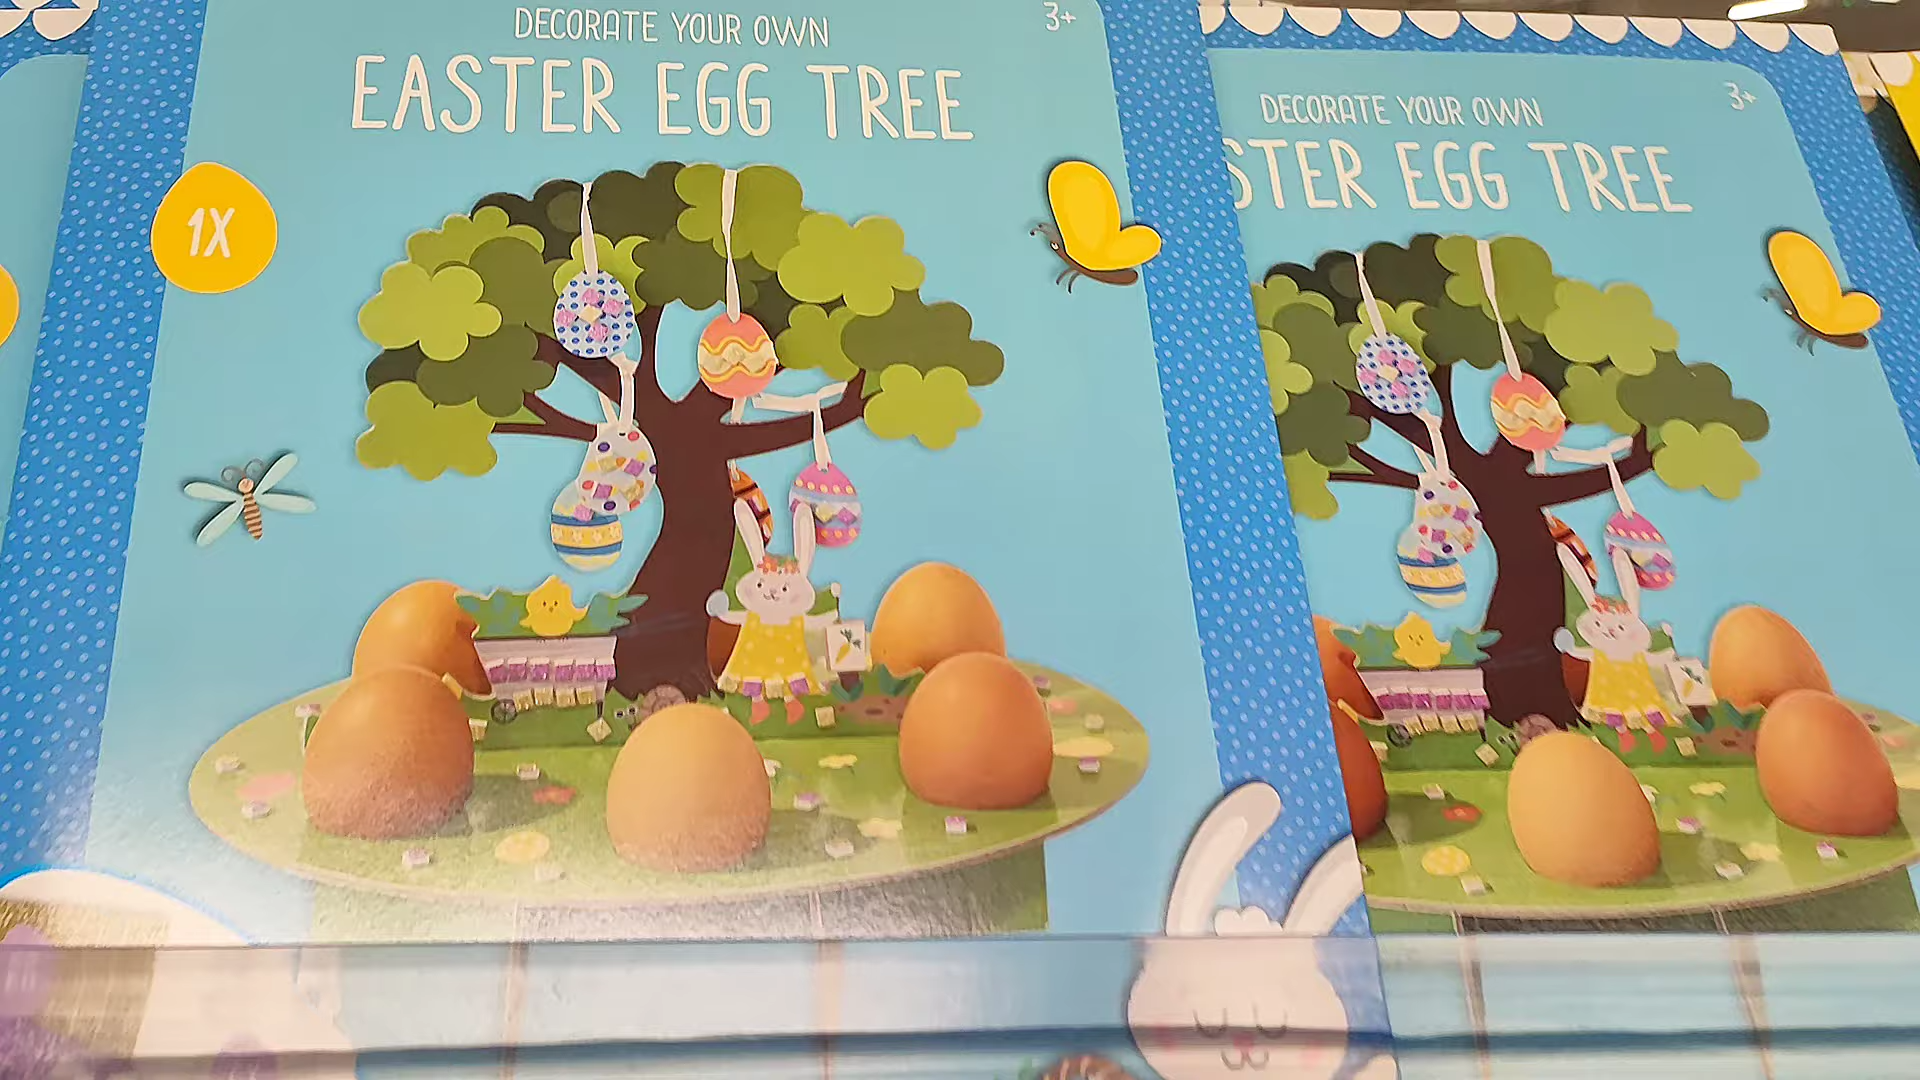 DECORATE YOUR OWN
EASTER EGG TREE
3+
1X
DECORATE YOUR OWN
STER EGG TREE
3+